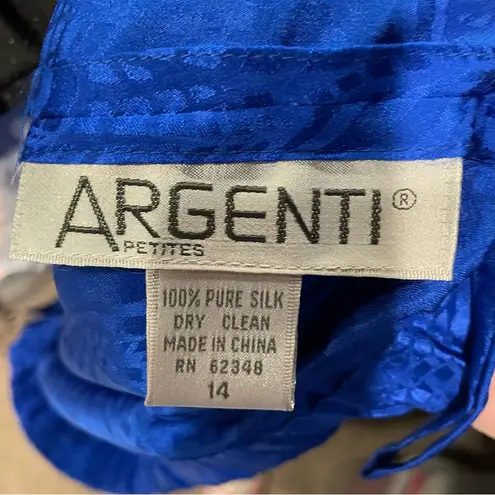 ARGENTI®
PETITES
100% PURE SILK
DRY CLEAN
MADE IN CHINA
RN 62348
14